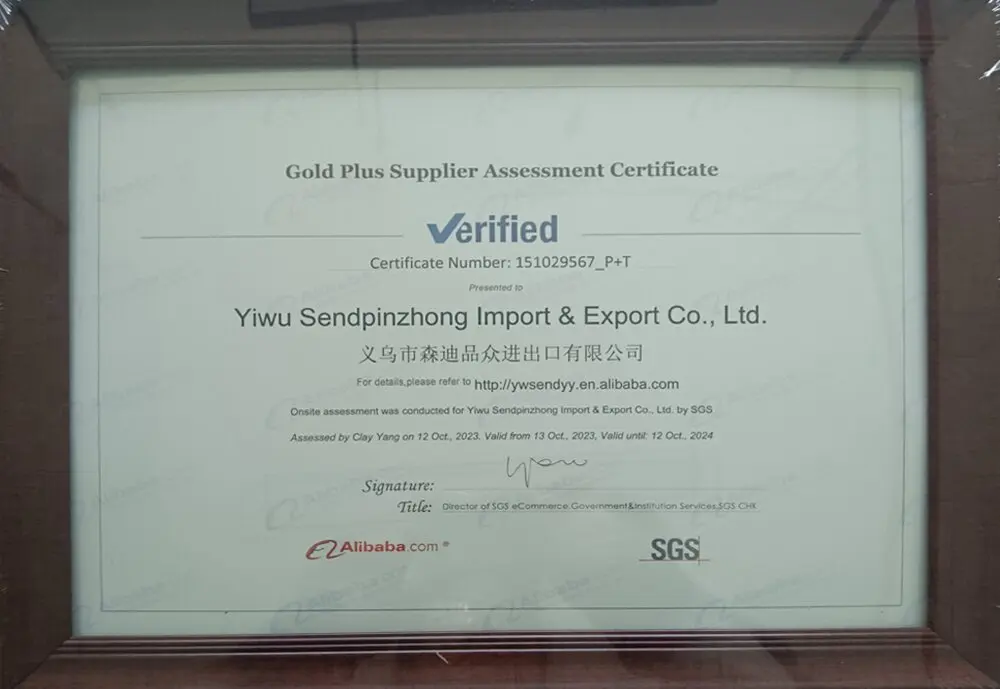 Gold Plus Supplier Assessment Certificate
Verified
Certificate Number: 151029567_P+T
Presented to
Yiwu Sendpinzhong Import & Export Co., Ltd.
义乌市森迪品众进出口有限公司
For details,please refer to http://ywsendyy.en.alibaba.com
Onsite assessment was conducted for Yiwu Sendpinzhong Import & Export Co., Ltd. by SGS
Assessed by Clay Yang on 12 Oct., 2023. Valid from 13 Oct., 2023, Valid until: 12 Oct., 2024
Signature:
Title: Director of SGS eCommerce.Government&Institution Services,SGS CHK
Alibaba.com ®
SGS